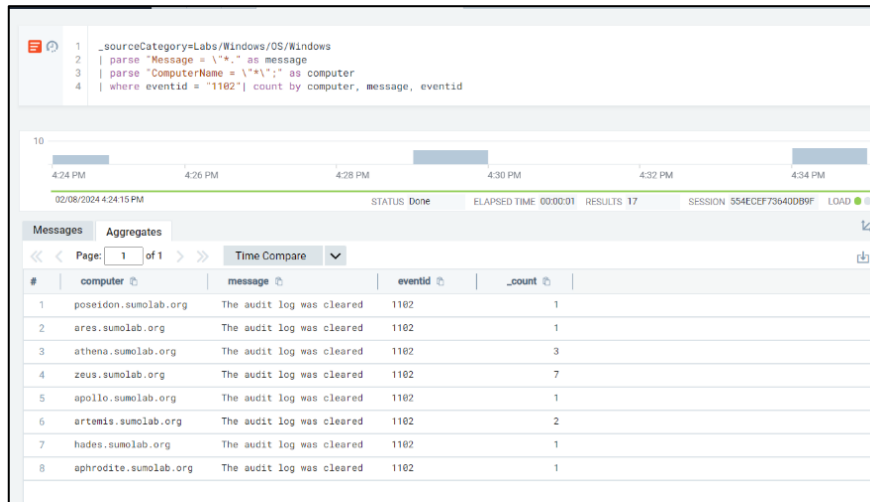 1 _sourceCategory=Labs/Windows/OS/Windows
2 | parse "Message = \"*." as message
3 | parse "ComputerName = \"*\";" as computer
4 | where eventid = "1102"| count by computer, message, eventid
10
4:24 PM 4:26 PM 4:28 PM 4:30 PM 4:32 PM 4:34 PM
02/08/2024 4:24:15 PM STATUS Done ELAPSED TIME 00:00:01 RESULTS 17 SESSION 554ECEF73640DB9F LOAD
Messages Aggregates
Page: 1 of 1 Time Compare
# computer message eventid _count
1 poseidon.sumolab.org The audit log was cleared 1102 1
2 ares.sumolab.org The audit log was cleared 1102 1
3 athena.sumolab.org The audit log was cleared 1102 3
4 zeus.sumolab.org The audit log was cleared 1102 7
5 apollo.sumolab.org The audit log was cleared 1102 1
6 artemis.sumolab.org The audit log was cleared 1102 2
7 hades.sumolab.org The audit log was cleared 1102 1
8 aphrodite.sumolab.org The audit log was cleared 1102 1